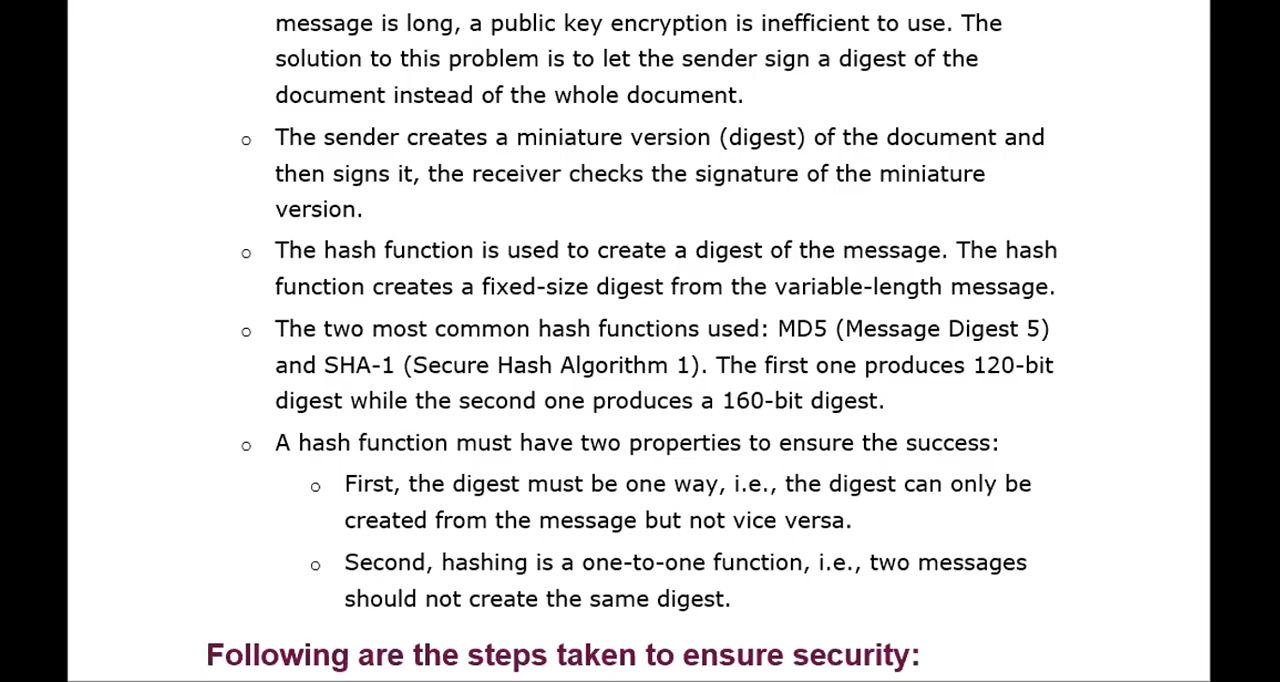 message is long, a public key encryption is inefficient to use. The
solution to this problem is to let the sender sign a digest of the
document instead of the whole document.
o The sender creates a miniature version (digest) of the document and
then signs it, the receiver checks the signature of the miniature
version.
o The hash function is used to create a digest of the message. The hash
function creates a fixed-size digest from the variable-length message.
o The two most common hash functions used: MD5 (Message Digest 5)
and SHA-1 (Secure Hash Algorithm 1). The first one produces 120-bit
digest while the second one produces a 160-bit digest.
o A hash function must have two properties to ensure the success:
o First, the digest must be one way, i.e., the digest can only be
created from the message but not vice versa.
o Second, hashing is a one-to-one function, i.e., two messages
should not create the same digest.
Following are the steps taken to ensure security: